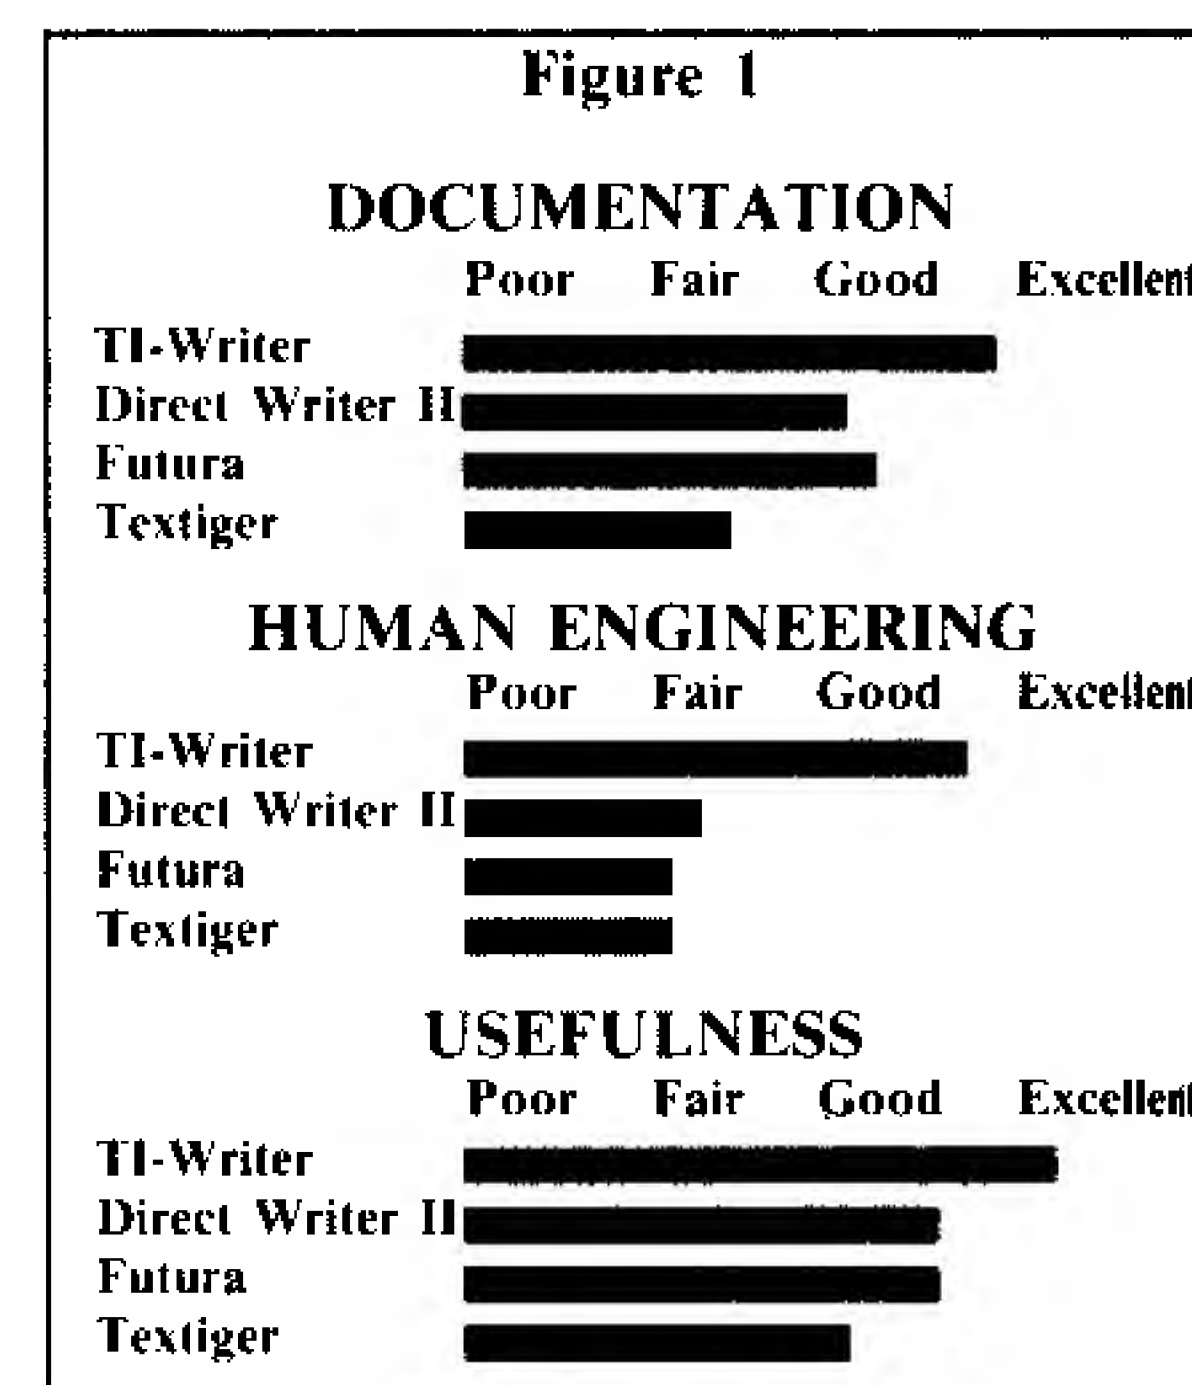 Figure 1
DOCUMENTATION
Poor Fair Good Excellent
TI-Writer
Direct Writer II
Futura
Textiger
HUMAN ENGINEERING
Poor Fair Good Excellent
TI-Writer
Direct Writer II
Futura
Textiger
USEFULNESS
Poor Fair Good Excellent
TI-Writer
Direct Writer II
Futura
Textiger